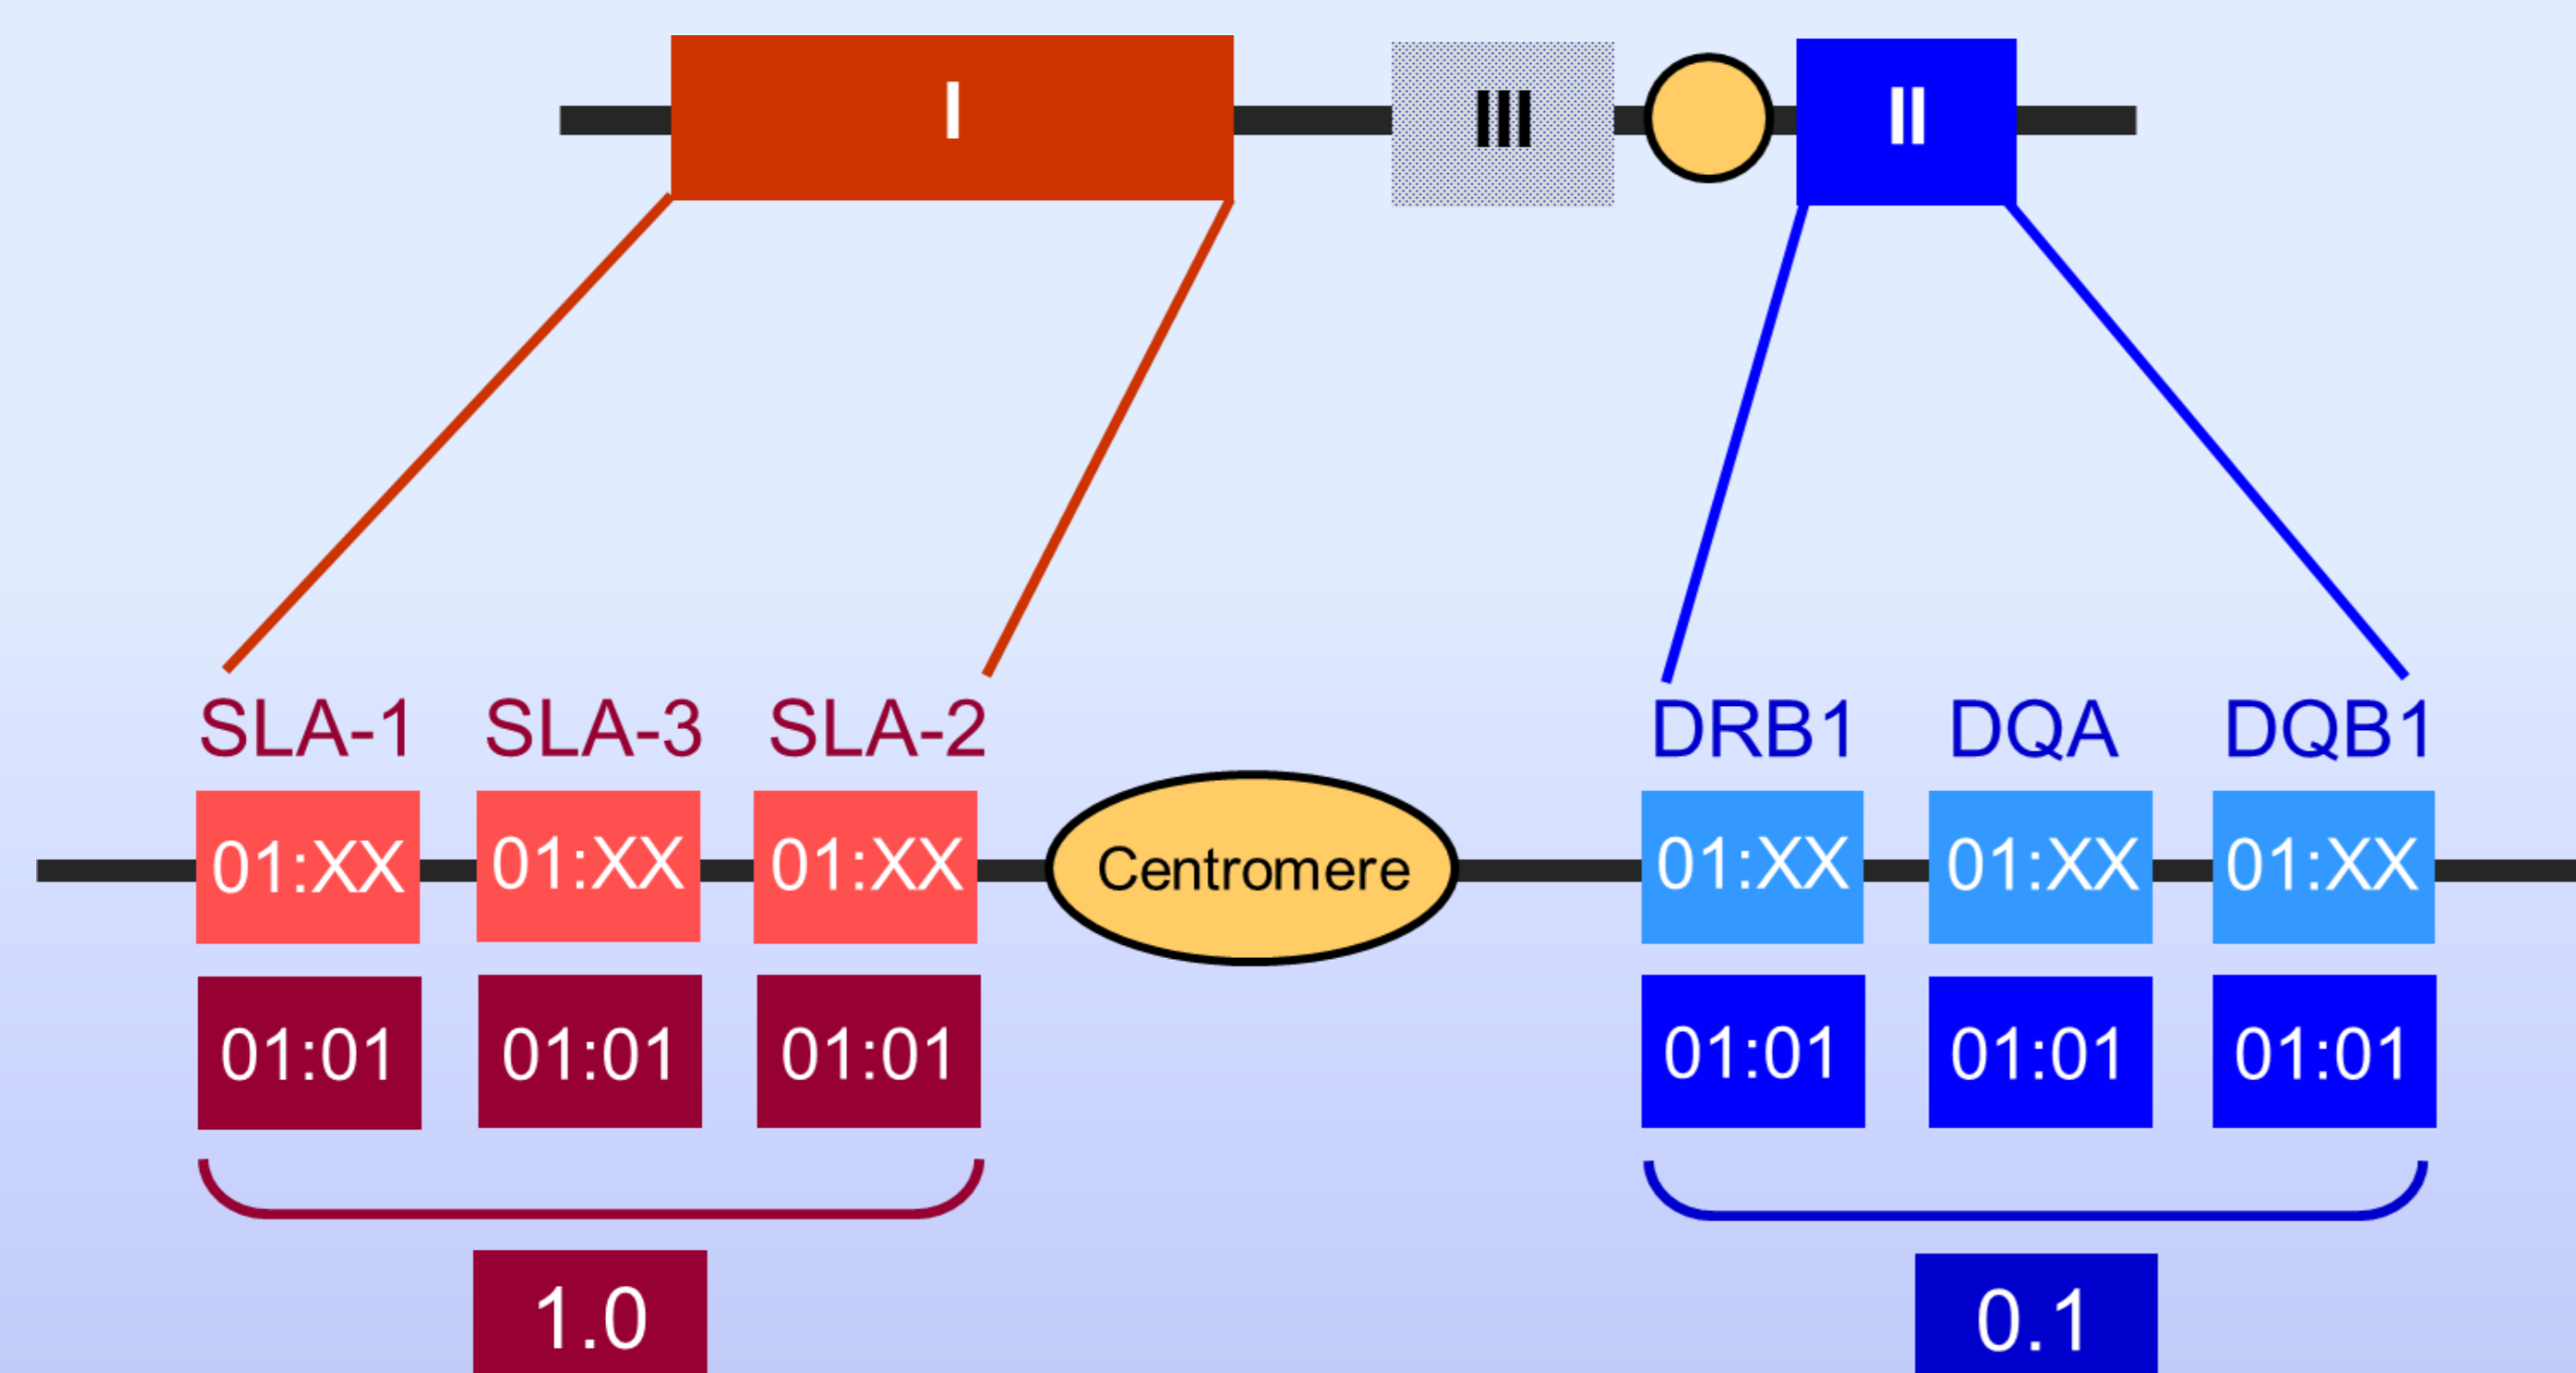 I III II
SLA-1 SLA-3 SLA-2 DRB1 DQA DQB1
01:XX 01:XX 01:XX Centromere 01:XX 01:XX 01:XX
01:01 01:01 01:01 01:01 01:01 01:01
1.0 0.1